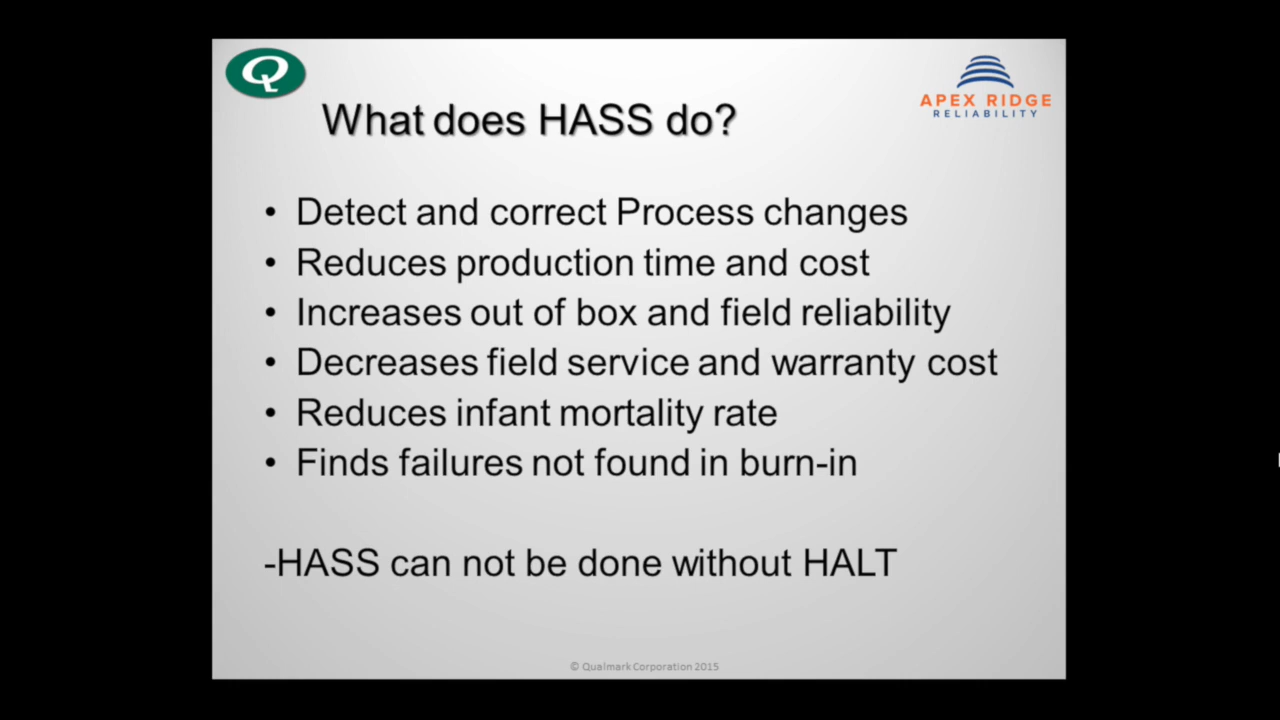 Q
APEX RIDGE
RELIABILITY
What does HASS do?
• Detect and correct Process changes
• Reduces production time and cost
• Increases out of box and field reliability
• Decreases field service and warranty cost
• Reduces infant mortality rate
• Finds failures not found in burn-in
-HASS can not be done without HALT
© Qualmark Corporation 2015